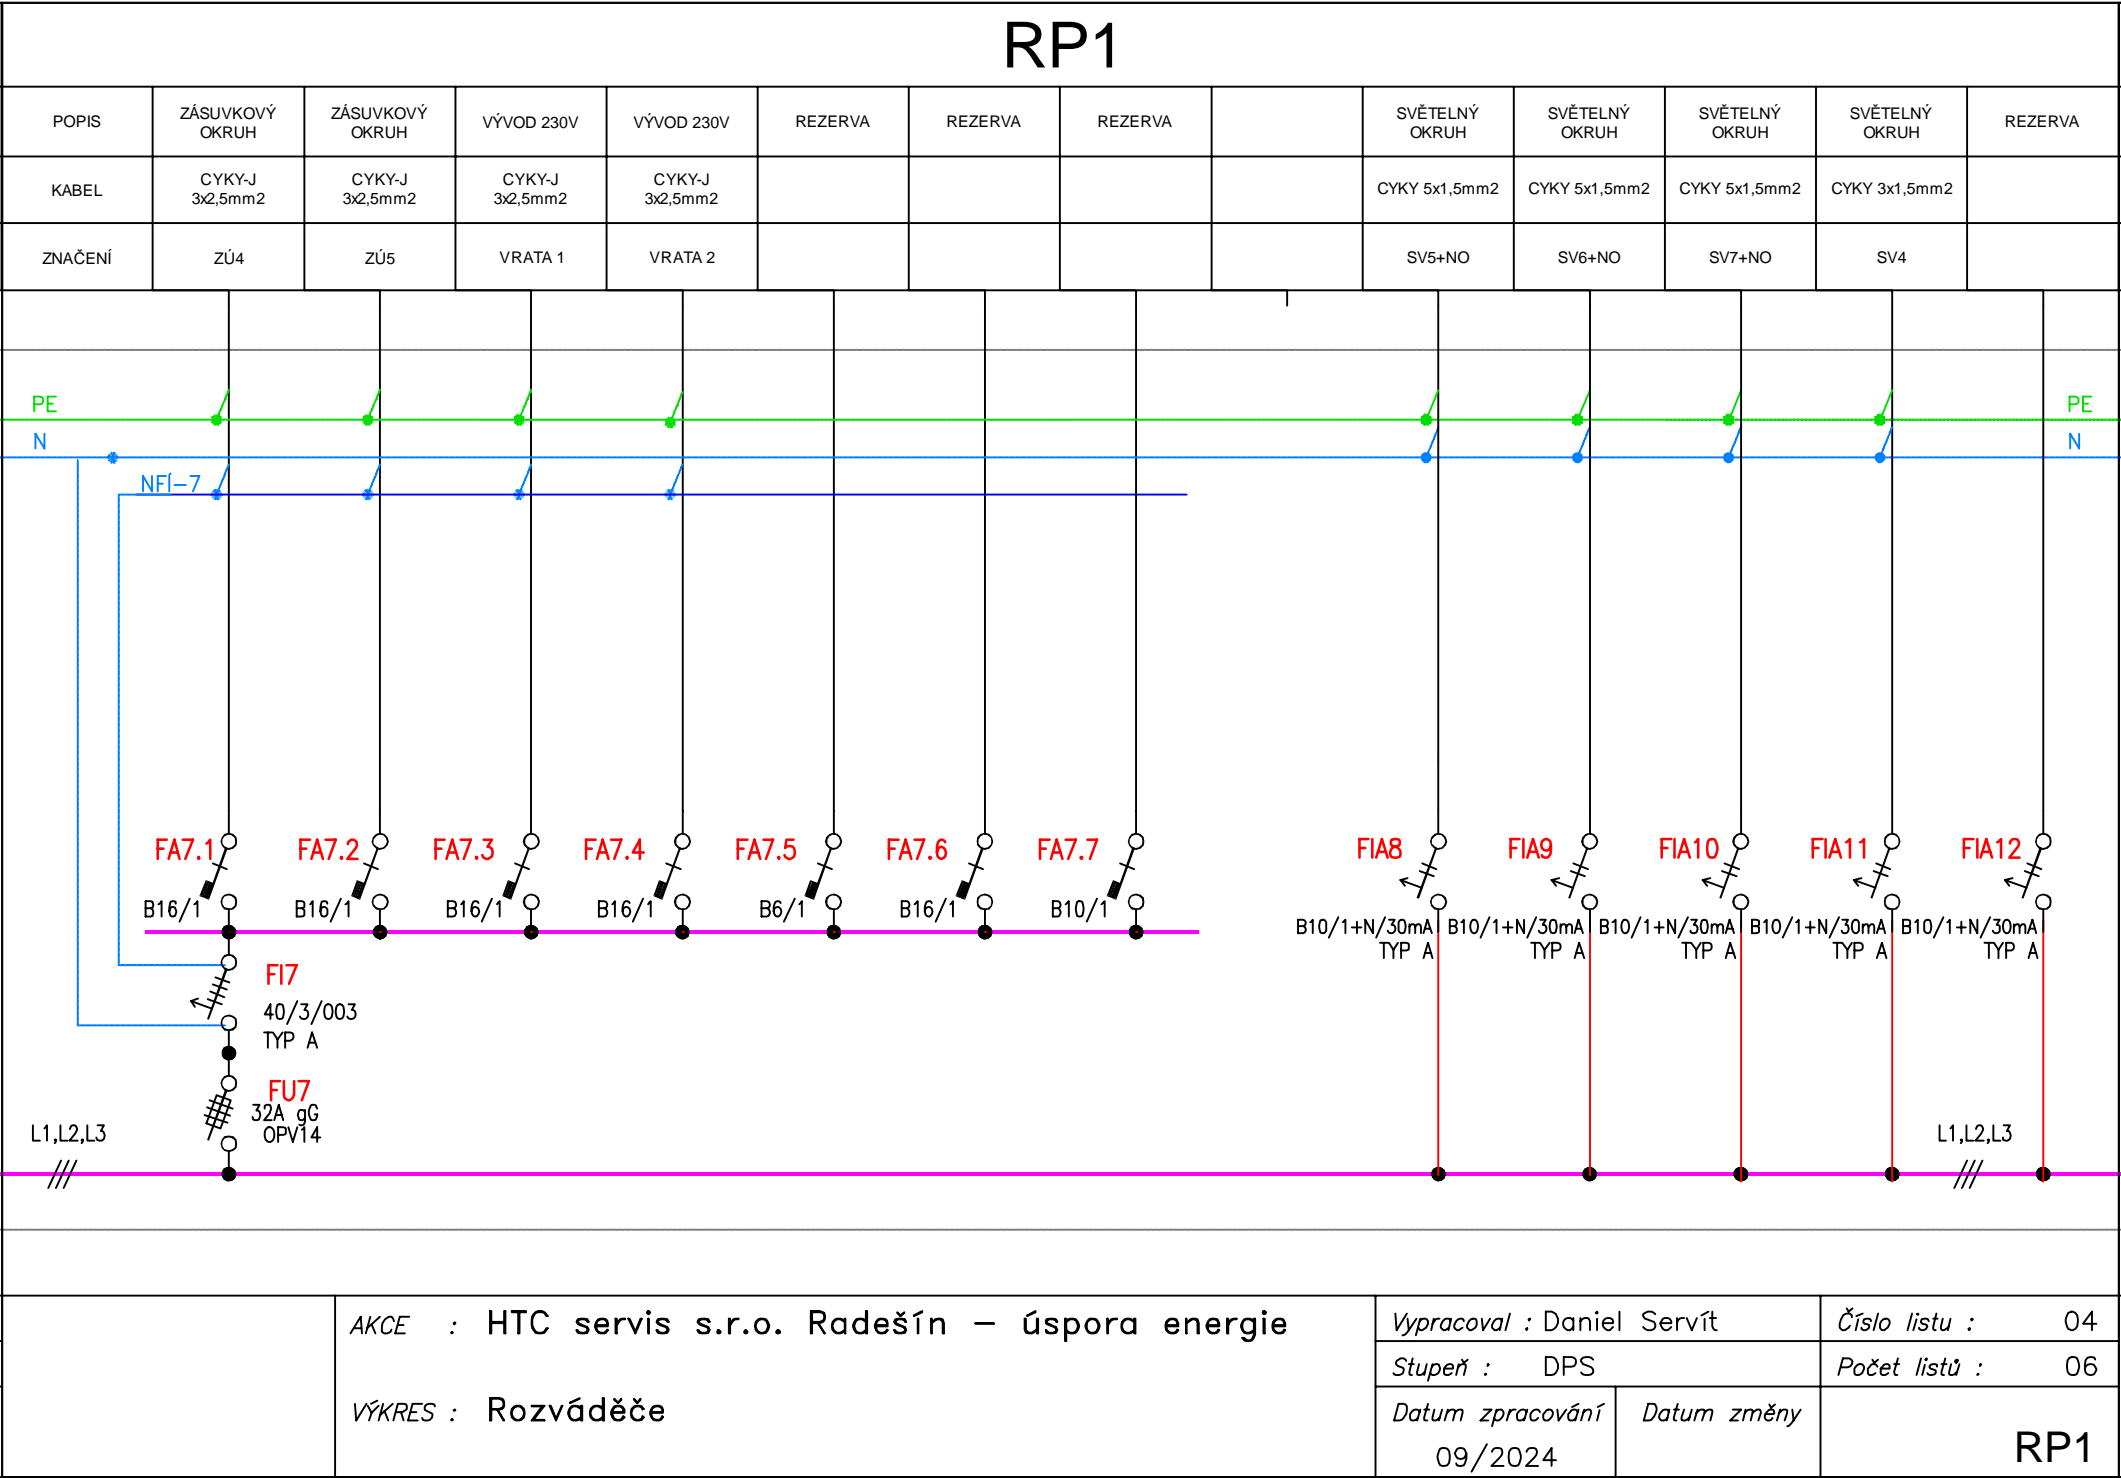 RP1
POPIS
ZÁSUVKOVÝ
OKRUH
ZÁSUVKOVÝ
OKRUH
VÝVOD 230V
VÝVOD 230V
REZERVA
REZERVA
REZERVA
SVĚTELNÝ
OKRUH
SVĚTELNÝ
OKRUH
SVĚTELNÝ
OKRUH
SVĚTELNÝ
OKRUH
REZERVA
KABEL
CYKY-J
3x2,5mm2
CYKY-J
3x2,5mm2
CYKY-J
3x2,5mm2
CYKY-J
3x2,5mm2
CYKY 5x1,5mm2
CYKY 5x1,5mm2
CYKY 5x1,5mm2
CYKY 3x1,5mm2
ZNAČENÍ
ZÚ4
ZÚ5
VRATA 1
VRATA 2
SV5+NO
SV6+NO
SV7+NO
SV4
PE
PE
N
N
NFÍ-7
FA7.1
FA7.2
FA7.3
FA7.4
FA7.5
FA7.6
FA7.7
FIA8
FIA9
FIA10
FIA11
FIA12
B16/1
B16/1
B16/1
B16/1
B6/1
B16/1
B10/1
B10/1+N/30mA
TYP A
B10/1+N/30mA
TYP A
B10/1+N/30mA
TYP A
B10/1+N/30mA
TYP A
B10/1+N/30mA
TYP A
FI7
40/3/003
TYP A
FU7
32A gG
OPV14
L1,L2,L3
L1,L2,L3
AKCE : HTC servis s.r.o. Radešín – úspora energie
VÝKRES : Rozváděče
Vypracoval : Daniel Servít
Číslo listu : 04
Stupeň : DPS
Počet listů : 06
Datum zpracování
09/2024
Datum změny
RP1